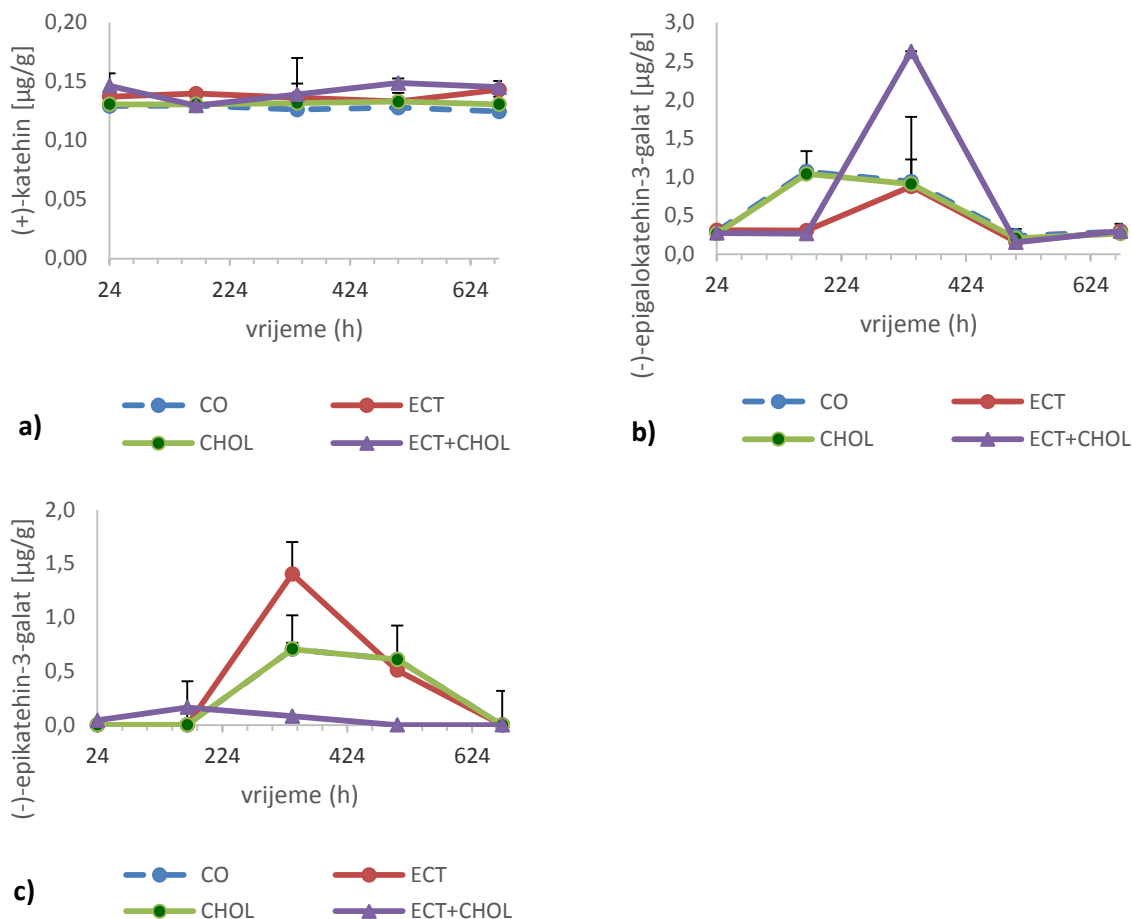 (+)-katehin [µg/g]
0,20
0,15
0,10
0,05
0,00
24 224 424 624
vrijeme (h)
CO ECT
CHOL ECT+CHOL
a)
(-)-epigalokatehin-3-galat [µg/g]
3,0
2,5
2,0
1,5
1,0
0,5
0,0
24 224 424 624
vrijeme (h)
CO ECT
CHOL ECT+CHOL
b)
(-)-epikatehin-3-galat [µg/g]
2,0
1,5
1,0
0,5
0,0
24 224 424 624
vrijeme (h)
CO ECT
CHOL ECT+CHOL
c)